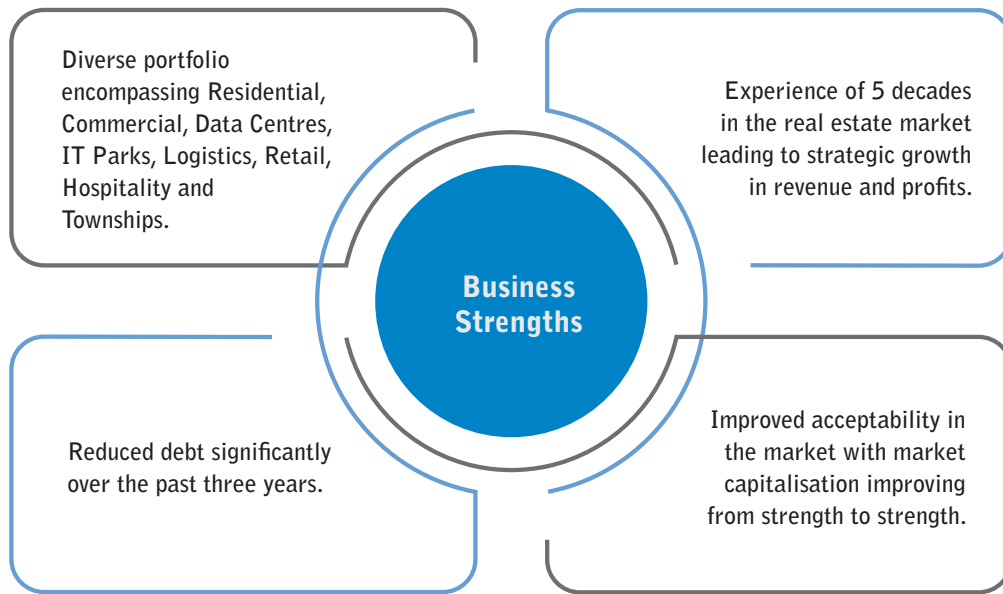 Diverse portfolio
encompassing Residential,
Commercial, Data Centres,
IT Parks, Logistics, Retail,
Hospitality and
Townships.
Experience of 5 decades
in the real estate market
leading to strategic growth
in revenue and profits.
Business
Strengths
Reduced debt significantly
over the past three years.
Improved acceptability in
the market with market
capitalisation improving
from strength to strength.